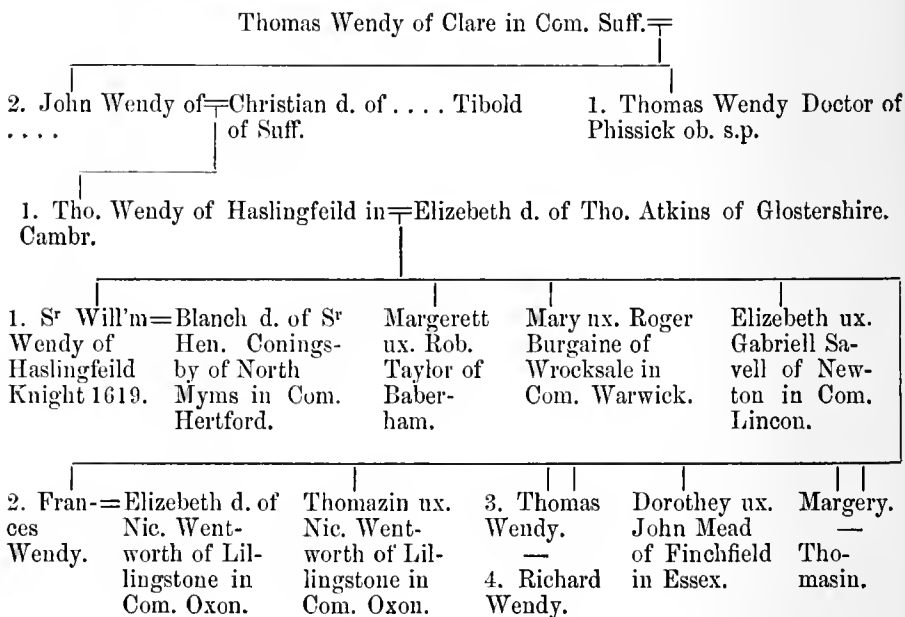 Thomas Wendy of Clare in Com. Suff.=
2. John Wendy of=Christian d. of . . . . Tibold
. . . . of Suff.
1. Thomas Wendy Doctor of
Phissick ob. s.p.
1. Tho. Wendy of Haslingfeild in=Elizebeth d. of Tho. Atkins of Glostershire.
Cambr.
1. Sr Will'm=
Wendy of
Haslingfeild
Knight 1619.
Blanch d. of Sr
Hen. Conings-
by of North
Myms in Com.
Hertford.
Margerett
ux. Rob.
Taylor of
Baber-
ham.
Mary ux. Roger
Burgaine of
Wrocksale in
Com. Warwick.
Elizebeth ux.
Gabriell Sa-
vell of New-
ton in Com.
Lincon.
2. Fran-=
ces
Wendy.
Elizebeth d. of
Nic. Went-
worth of Lil-
lingstone in
Com. Oxon.
Thomazin ux.
Nic. Went-
worth of Lil-
lingstone in
Com. Oxon.
3. Thomas
Wendy.
—
4. Richard
Wendy.
Dorothey ux.
John Mead
of Finchfield
in Essex.
Margery.
—
Tho-
masin.